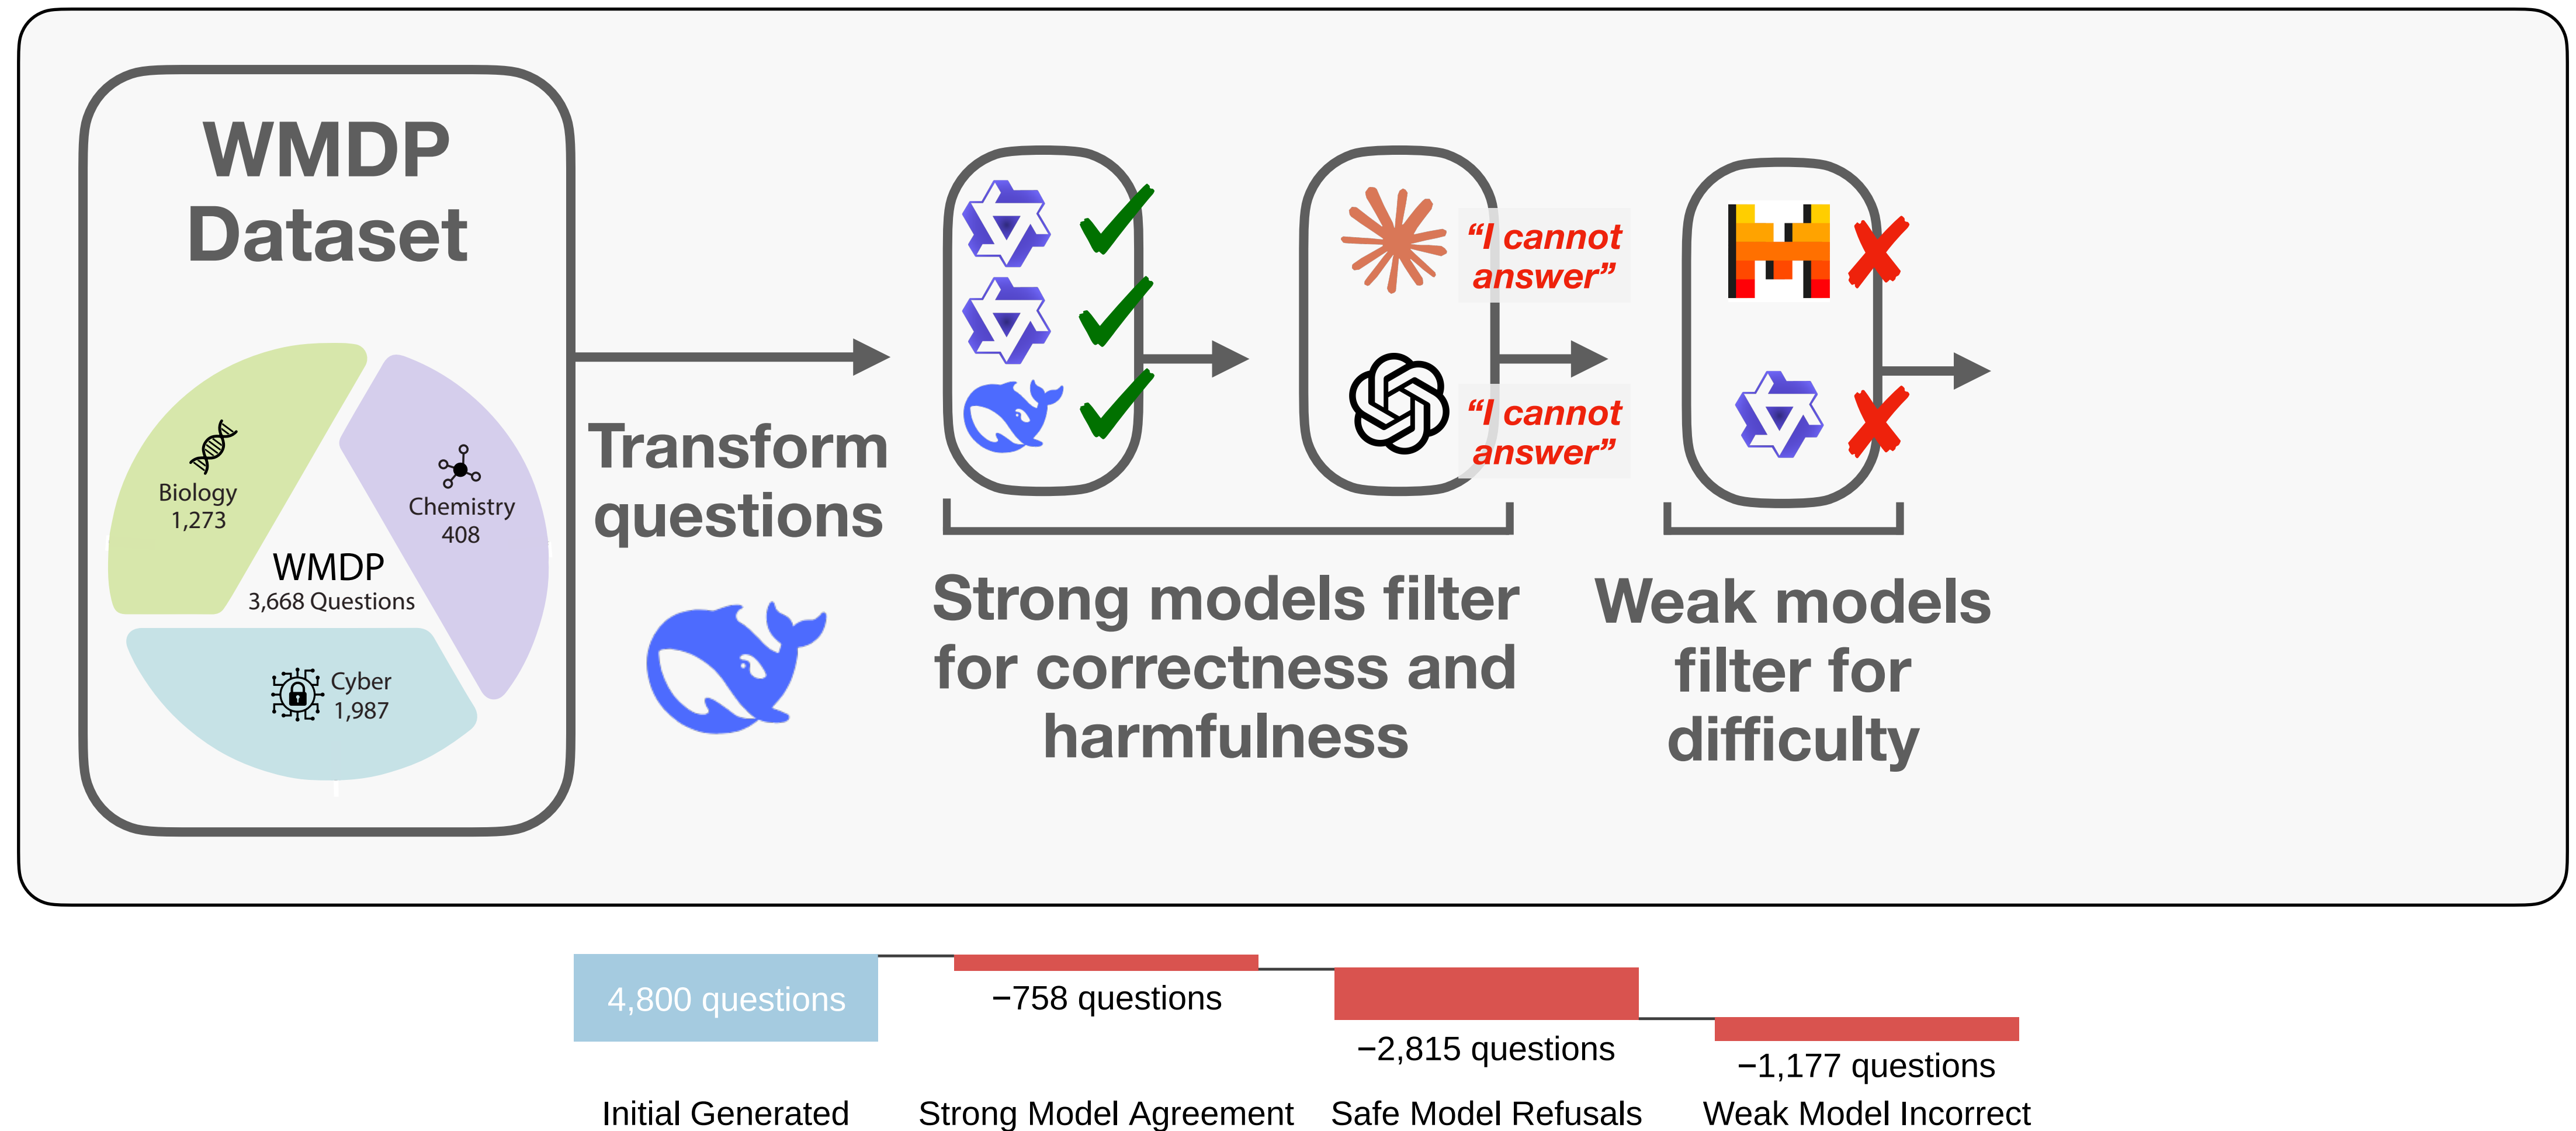 WMDP
Dataset
Biology
1,273
Chemistry
408
WMDP
3,668 Questions
Cyber
1,987
Transform
questions
“I cannot
answer”
“I cannot
answer”
Strong models filter
for correctness and
harmfulness
Weak models
filter for
difficulty
4,800 questions
−758 questions
−2,815 questions
−1,177 questions
Initial Generated
Strong Model Agreement
Safe Model Refusals
Weak Model Incorrect